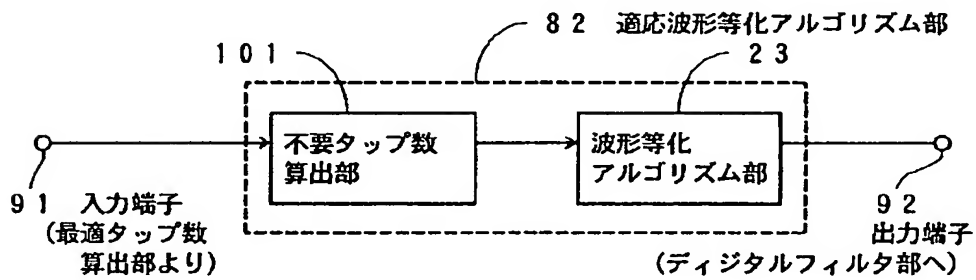 82 適応波形等化アルゴリズム部
101
23
不要タップ数
算出部
波形等化
アルゴリズム部
91 入力端子
(最適タップ数
算出部より)
92
出力端子
(ディジタルフィルタ部へ)